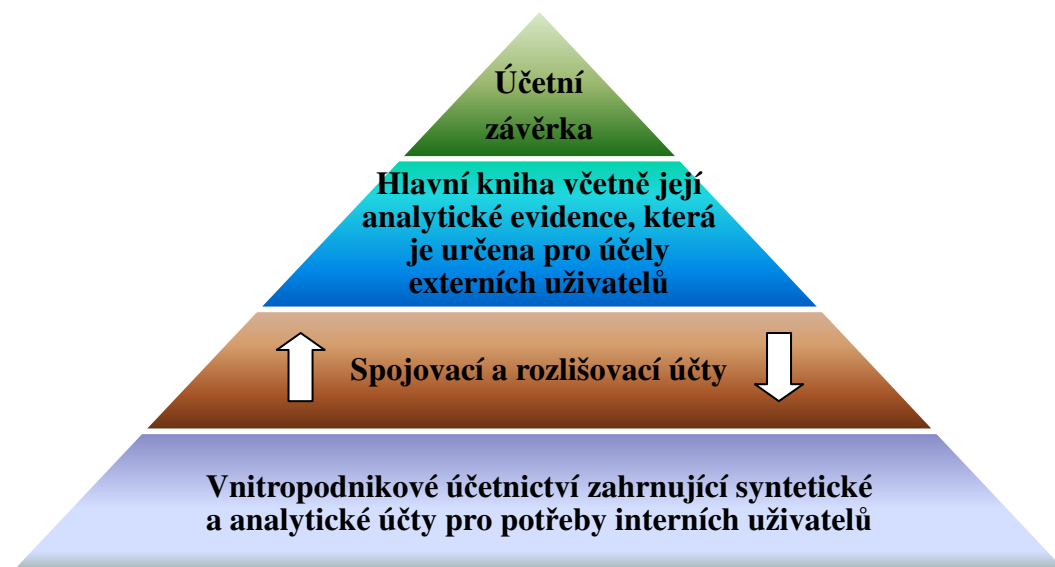 Účetní
závěrka
Hlavní kniha včetně její
analytické evidence, která
je určena pro účely
externích uživatelů
Spojovací a rozlišovací účty
Vnitropodnikové účetnictví zahrnující syntetické
a analytické účty pro potřeby interních uživatelů